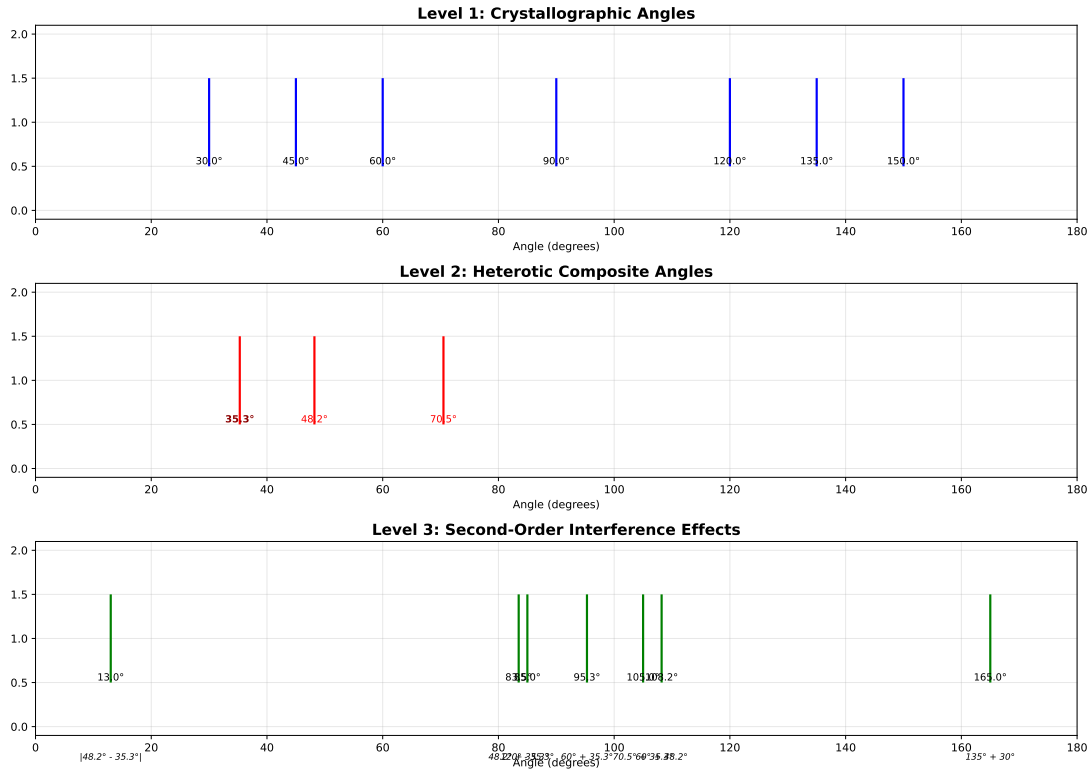 Level 1: Crystallographic Angles
2.0
1.5
1.0
0.5
0.0
30.0° 45.0° 60.0° 90.0° 120.0° 135.0° 150.0°
0 20 40 60 80 100 120 140 160 180
Angle (degrees)
Level 2: Heterotic Composite Angles
2.0
1.5
1.0
0.5
0.0
35.3° 48.2° 70.5°
0 20 40 60 80 100 120 140 160 180
Angle (degrees)
Level 3: Second-Order Interference Effects
2.0
1.5
1.0
0.5
0.0
13.0° 95.3° 108.2° 165.0°
0 20 40 60 80 100 120 140 160 180
|48.2° - 35.3°| 60° + 35.3° 135° + 30°
Angle (degrees)